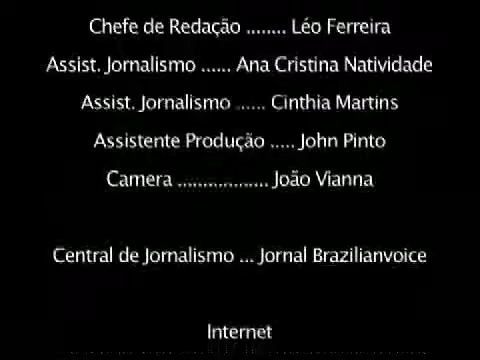 Chefe de Redação ........ Léo Ferreira
Assist. Jornalismo ...... Ana Cristina Natividade
Assist. Jornalismo ...... Cinthia Martins
Assistente Produção ..... John Pinto
Camera .................. João Vianna
Central de Jornalismo ... Jornal Brazilianvoice
Internet